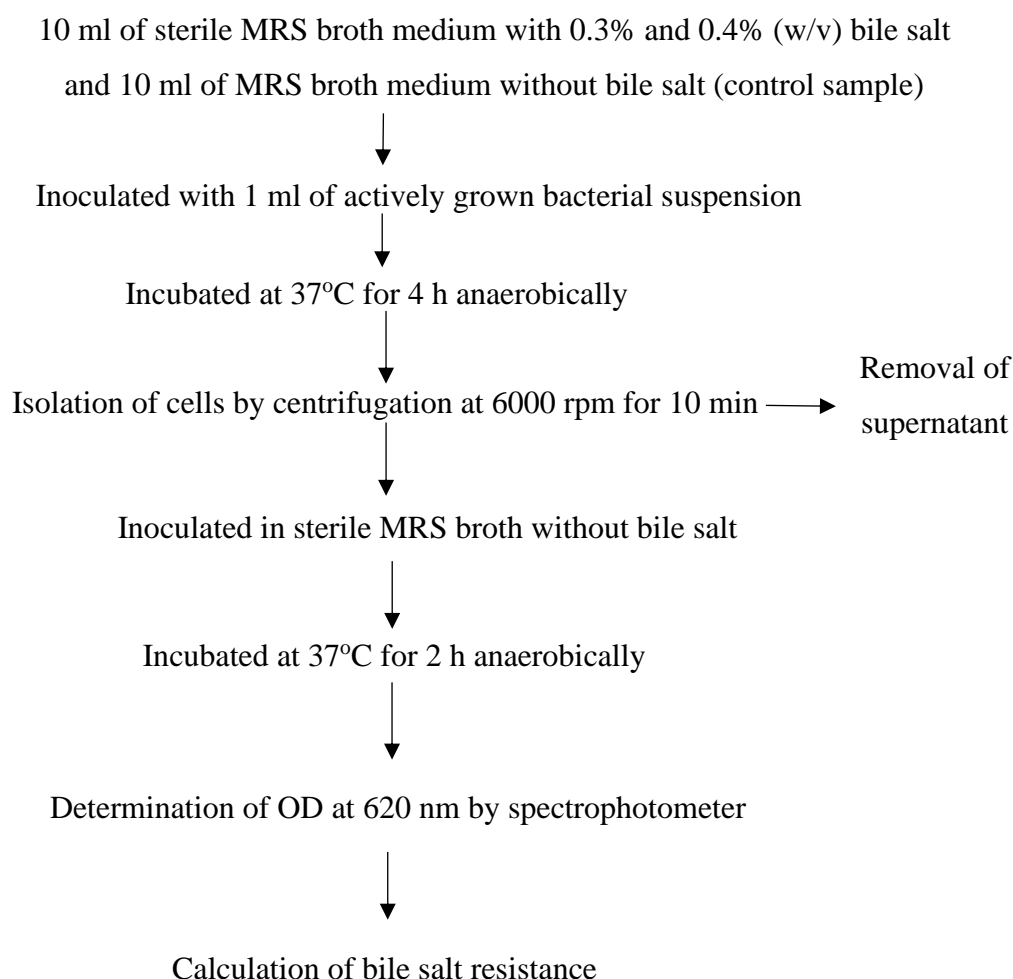 10 ml of sterile MRS broth medium with 0.3% and 0.4% (w/v) bile salt
and 10 ml of MRS broth medium without bile salt (control sample)
Inoculated with 1 ml of actively grown bacterial suspension
Incubated at 37°C for 4 h anaerobically
Isolation of cells by centrifugation at 6000 rpm for 10 min
Removal of
supernatant
Inoculated in sterile MRS broth without bile salt
Incubated at 37°C for 2 h anaerobically
Determination of OD at 620 nm by spectrophotometer
Calculation of bile salt resistance